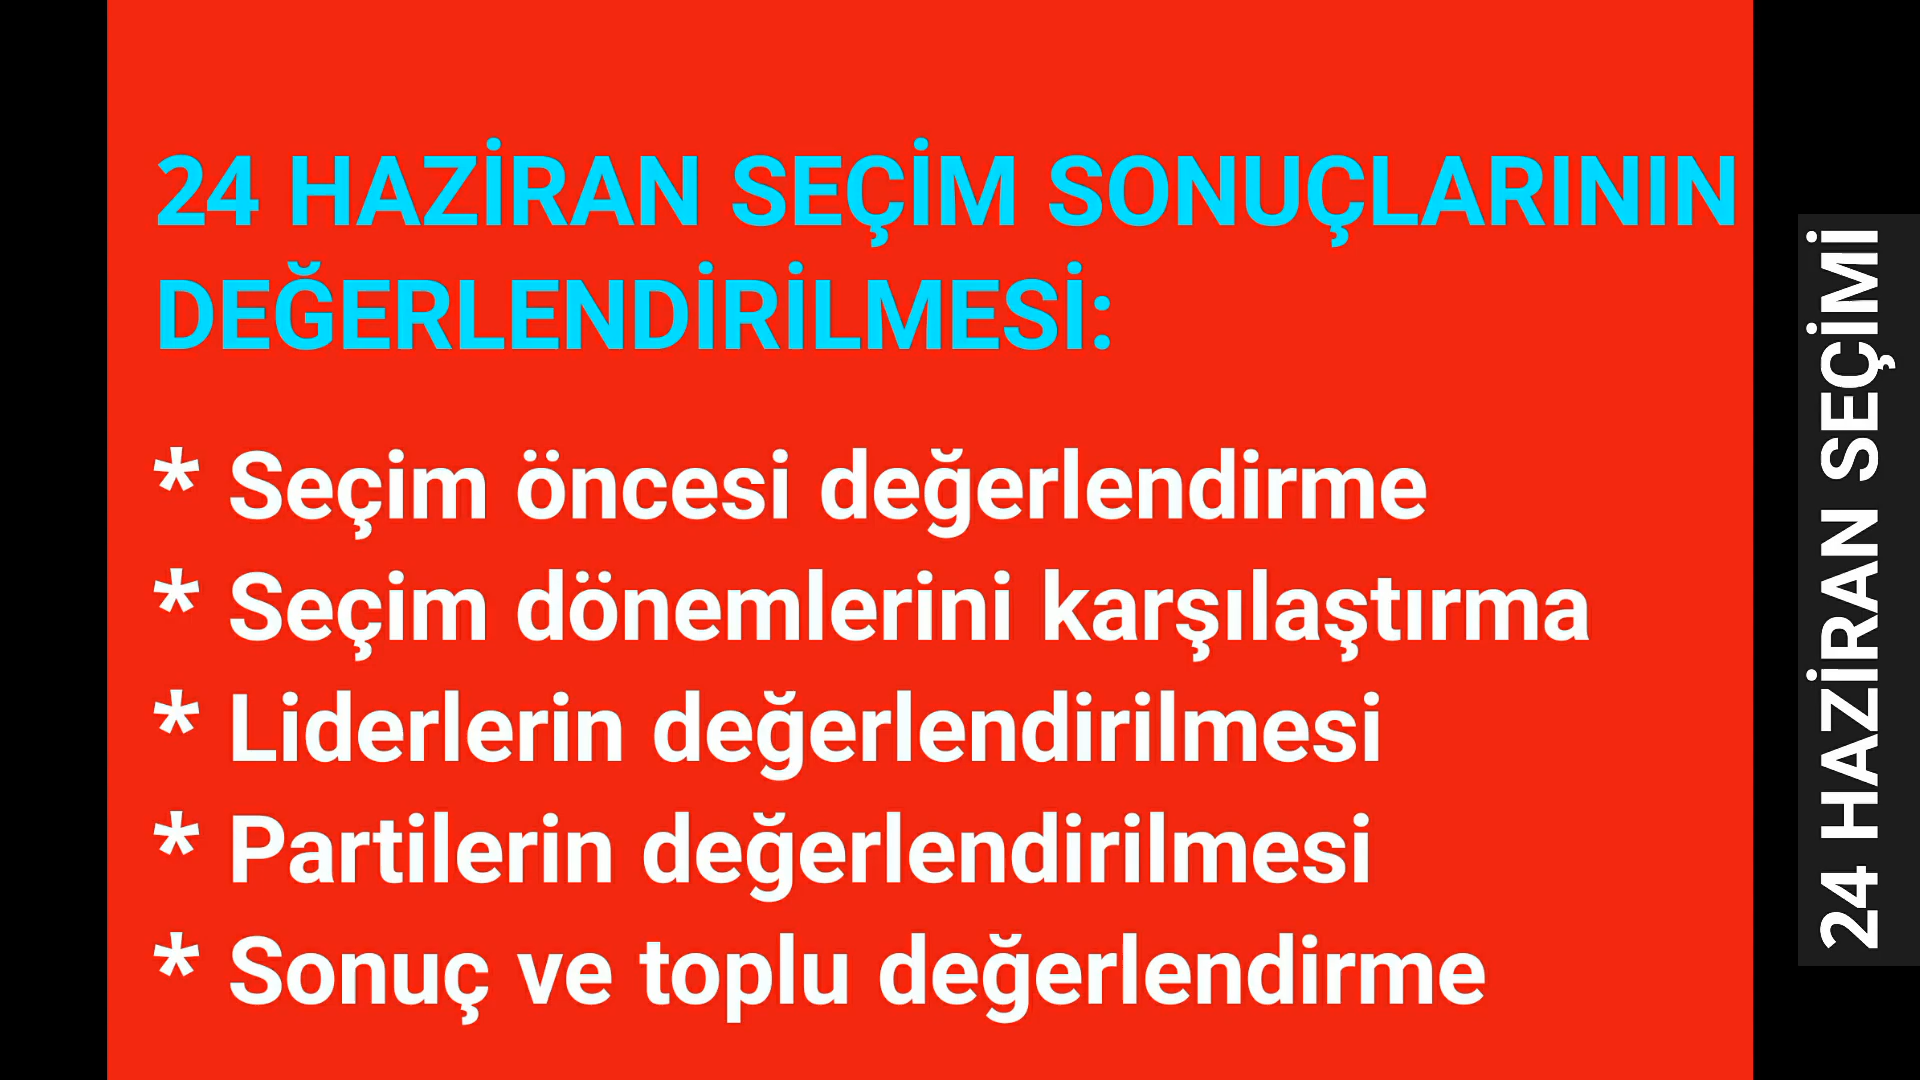 24 HAZİRAN SEÇİM SONUÇLARININ
DEĞERLENDİRİLMESİ:
* Seçim öncesi değerlendirme
* Seçim dönemlerini karşılaştırma
* Liderlerin değerlendirilmesi
* Partilerin değerlendirilmesi
* Sonuç ve toplu değerlendirme
24 HAZİRAN SEÇİMİ